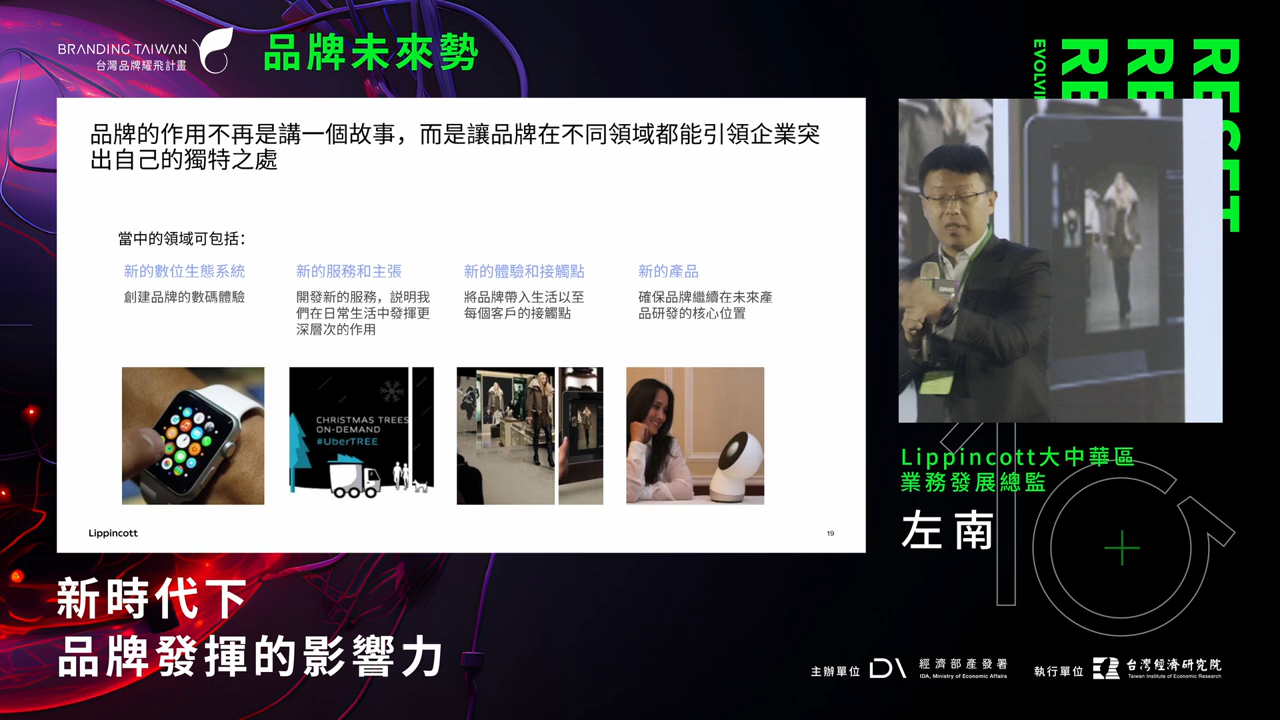 BRANDING TAIWAN
台灣品牌耀飛計畫
品牌未來勢
品牌的作用不再是講一個故事，而是讓品牌在不同領域都能引領企業突
出自己的獨特之處
當中的領域可包括：
新的數位生態系統
創建品牌的數碼體驗
新的服務和主張
開發新的服務，説明我
們在日常生活中發揮更
深層次的作用
新的體驗和接觸點
將品牌帶入生活以至
每個客戶的接觸點
新的產品
確保品牌繼續在未來產
品研發的核心位置
CHRISTMAS TREES
ON-DEMAND
#UberTREE
Lippincott
19
Lippincott大中華區
業務發展總監
左南
新時代下
品牌發揮的影響力
主辦單位
經濟部產發署
IDA, Ministry of Economic Affairs
執行單位
台灣經濟研究院
Taiwan Institute of Economic Research